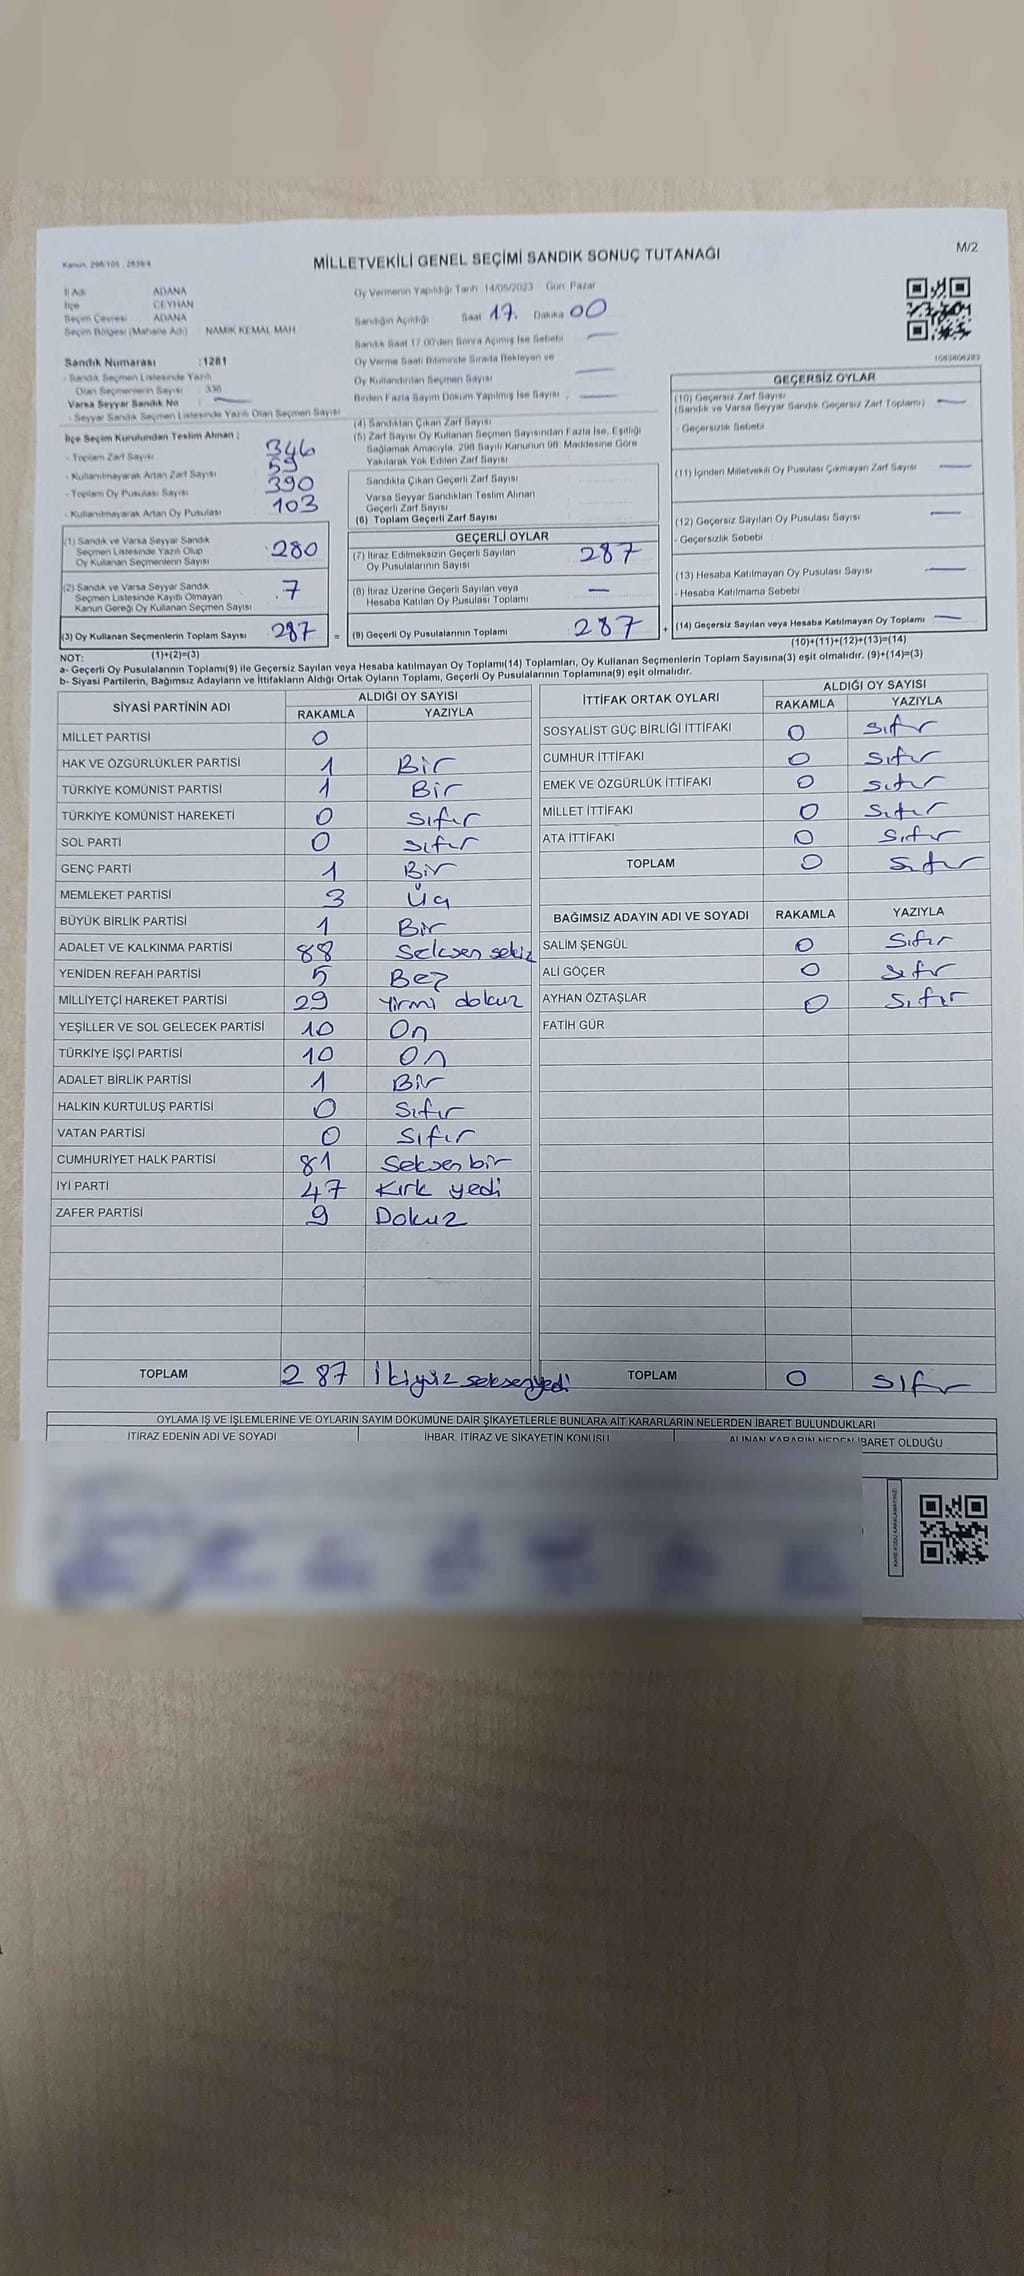 Kanun: 298/105 , 2839/4
MİLLETVEKİLİ GENEL SEÇİMİ SANDIK SONUÇ TUTANAĞI
M/2
İl Adı ADANA
İlçe CEYHAN
Seçim Çevresi ADANA
Seçim Bölgesi (Mahalle Adı) : NAMIK KEMAL MAH
Oy Vermenin Yapıldığı Tarih :14/05/2023 Gün: Pazar
Sandığın Açıldığı Saat 17. Dakika 00
Sandık Saat 17:00'den Sonra Açılmış İse Sebebi —
Oy Verme Saati Bitiminde Sırada Bekleyen ve
Oy Kullandırılan Seçmen Sayısı —
Birden Fazla Sayım Döküm Yapılmış İse Sayısı : —
Sandık Numarası :1281
- Sandık Seçmen Listesinde Yazılı
Olan Seçmenlerin Sayısı : 336
Varsa Seyyar Sandık No : —
- Seyyar Sandık Seçmen Listesinde Yazılı Olan Seçmen Sayısı
İlçe Seçim Kurulundan Teslim Alınan ;
- Toplam Zarf Sayısı 346
- Kullanılmayarak Artan Zarf Sayısı 59
- Toplam Oy Pusulası Sayısı 390
- Kullanılmayarak Artan Oy Pusulası 103
(1) Sandık ve Varsa Seyyar Sandık
Seçmen Listesinde Yazılı Olup
Oy Kullanan Seçmenlerin Sayısı 280
(2) Sandık ve Varsa Seyyar Sandık
Seçmen Listesinde Kayıtlı Olmayan
Kanun Gereği Oy Kullanan Seçmen Sayısı 7
(3) Oy Kullanan Seçmenlerin Toplam Sayısı 287 =
(4) Sandıktan Çıkan Zarf Sayısı
(5) Zarf Sayısı Oy Kullanan Seçmen Sayısından Fazla İse, Eşitliği
Sağlamak Amacıyla, 298 Sayılı Kanunun 98. Maddesine Göre
Yakılarak Yok Edilen Zarf Sayısı
Sandıkta Çıkan Geçerli Zarf Sayısı
Varsa Seyyar Sandıktan Teslim Alınan
Geçerli Zarf Sayısı
(6) Toplam Geçerli Zarf Sayısı
GEÇERLİ OYLAR
(7) İtiraz Edilmeksizin Geçerli Sayılan
Oy Pusulalarının Sayısı 287
(8) İtiraz Üzerine Geçerli Sayılan veya
Hesaba Katılan Oy Pusulası Toplamı —
(9) Geçerli Oy Pusulalarının Toplamı 287 +
GEÇERSİZ OYLAR
(10) Geçersiz Zarf Sayısı
(Sandık ve Varsa Seyyar Sandık Geçersiz Zarf Toplamı) —
- Geçersizlik Sebebi
(11) İçinden Milletvekili Oy Pusulası Çıkmayan Zarf Sayısı —
(12) Geçersiz Sayılan Oy Pusulası Sayısı —
- Geçersizlik Sebebi :
(13) Hesaba Katılmayan Oy Pusulası Sayısı —
- Hesaba Katılmama Sebebi :
(14) Geçersiz Sayılan veya Hesaba Katılmayan Oy Toplamı —
NOT: (1)+(2)=(3)
(10)+(11)+(12)+(13)=(14)
a- Geçerli Oy Pusulalarının Toplamı(9) ile Geçersiz Sayılan veya Hesaba katılmayan Oy Toplamı(14) Toplamları, Oy Kullanan Seçmenlerin Toplam Sayısına(3) eşit olmalıdır. (9)+(14)=(3)
b- Siyasi Partilerin, Bağımsız Adayların ve İttifakların Aldığı Ortak Oyların Toplamı, Geçerli Oy Pusulalarının Toplamına(9) eşit olmalıdır.
SİYASİ PARTİNİN ADI ALDIĞI OY SAYISI
RAKAMLA YAZIYLA
MİLLET PARTİSİ 0
HAK VE ÖZGÜRLÜKLER PARTİSİ 1 Bir
TÜRKİYE KOMÜNİST PARTİSİ 1 Bir
TÜRKİYE KOMÜNİST HAREKETİ 0 Sıfır
SOL PARTİ 0 sıfır
GENÇ PARTİ 1 Bir
MEMLEKET PARTİSİ 3 Üç
BÜYÜK BİRLİK PARTİSİ 1 Bir
ADALET VE KALKINMA PARTİSİ 88 Seksen sekiz
YENİDEN REFAH PARTİSİ 5 Beş
MİLLİYETÇİ HAREKET PARTİSİ 29 Yirmi dokuz
YEŞİLLER VE SOL GELECEK PARTİSİ 10 On
TÜRKİYE İŞÇİ PARTİSİ 10 On
ADALET BİRLİK PARTİSİ 1 Bir
HALKIN KURTULUŞ PARTİSİ 0 Sıfır
VATAN PARTİSİ 0 Sıfır
CUMHURİYET HALK PARTİSİ 81 Seksen bir
İYİ PARTİ 47 Kırk yedi
ZAFER PARTİSİ 9 Dokuz
TOPLAM 287 İkiyüz seksenyedi
İTTİFAK ORTAK OYLARI ALDIĞI OY SAYISI
RAKAMLA YAZIYLA
SOSYALİST GÜÇ BİRLİĞİ İTTİFAKI 0 sıfır
CUMHUR İTTİFAKI 0 sıfır
EMEK VE ÖZGÜRLÜK İTTİFAKI 0 sıfır
MİLLET İTTİFAKI 0 sıfır
ATA İTTİFAKI 0 sıfır
TOPLAM 0 sıfır
BAĞIMSIZ ADAYIN ADI VE SOYADI RAKAMLA YAZIYLA
SALİM ŞENGÜL 0 Sıfır
ALİ GÖÇER 0 sıfır
AYHAN ÖZTAŞLAR 0 Sıfır
FATİH GÜR
TOPLAM 0 sıfır
OYLAMA İŞ VE İŞLEMLERİNE VE OYLARIN SAYIM DÖKÜMÜNE DAİR ŞİKAYETLERLE BUNLARA AİT KARARLARIN NELERDEN İBARET BULUNDUKLARI
İTİRAZ EDENİN ADI VE SOYADI İHBAR, İTİRAZ VE ŞİKAYETİN KONUSU ALINAN KARARIN NEDEN İBARET OLDUĞU